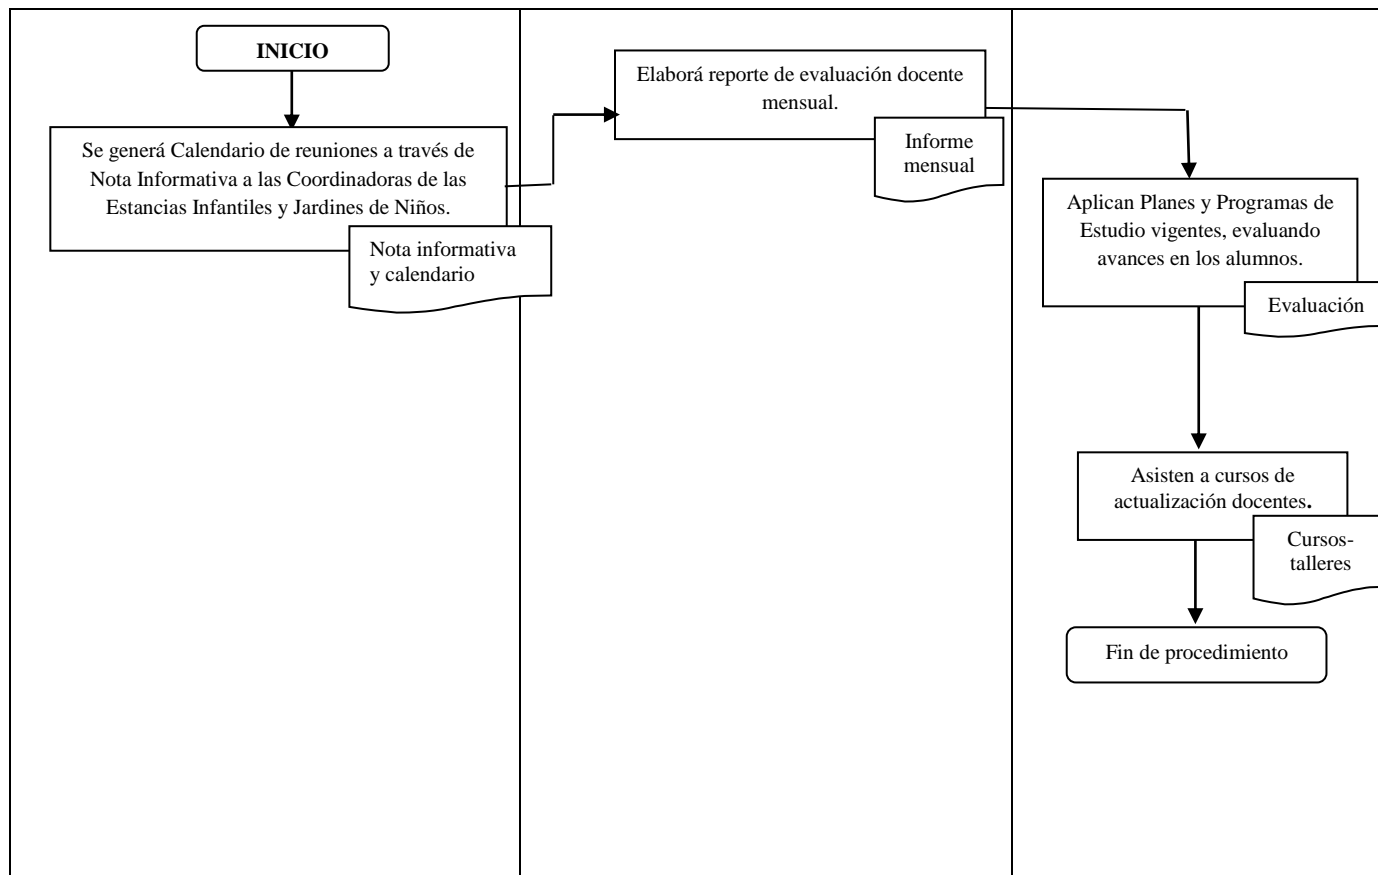 INICIO
Se generá Calendario de reuniones a través de
Nota Informativa a las Coordinadoras de las
Estancias Infantiles y Jardines de Niños.
Nota informativa
y calendario
Elaborá reporte de evaluación docente
mensual.
Informe
mensual
Aplican Planes y Programas de
Estudio vigentes, evaluando
avances en los alumnos.
Evaluación
Asisten a cursos de
actualización docentes.
Cursos-
talleres
Fin de procedimiento